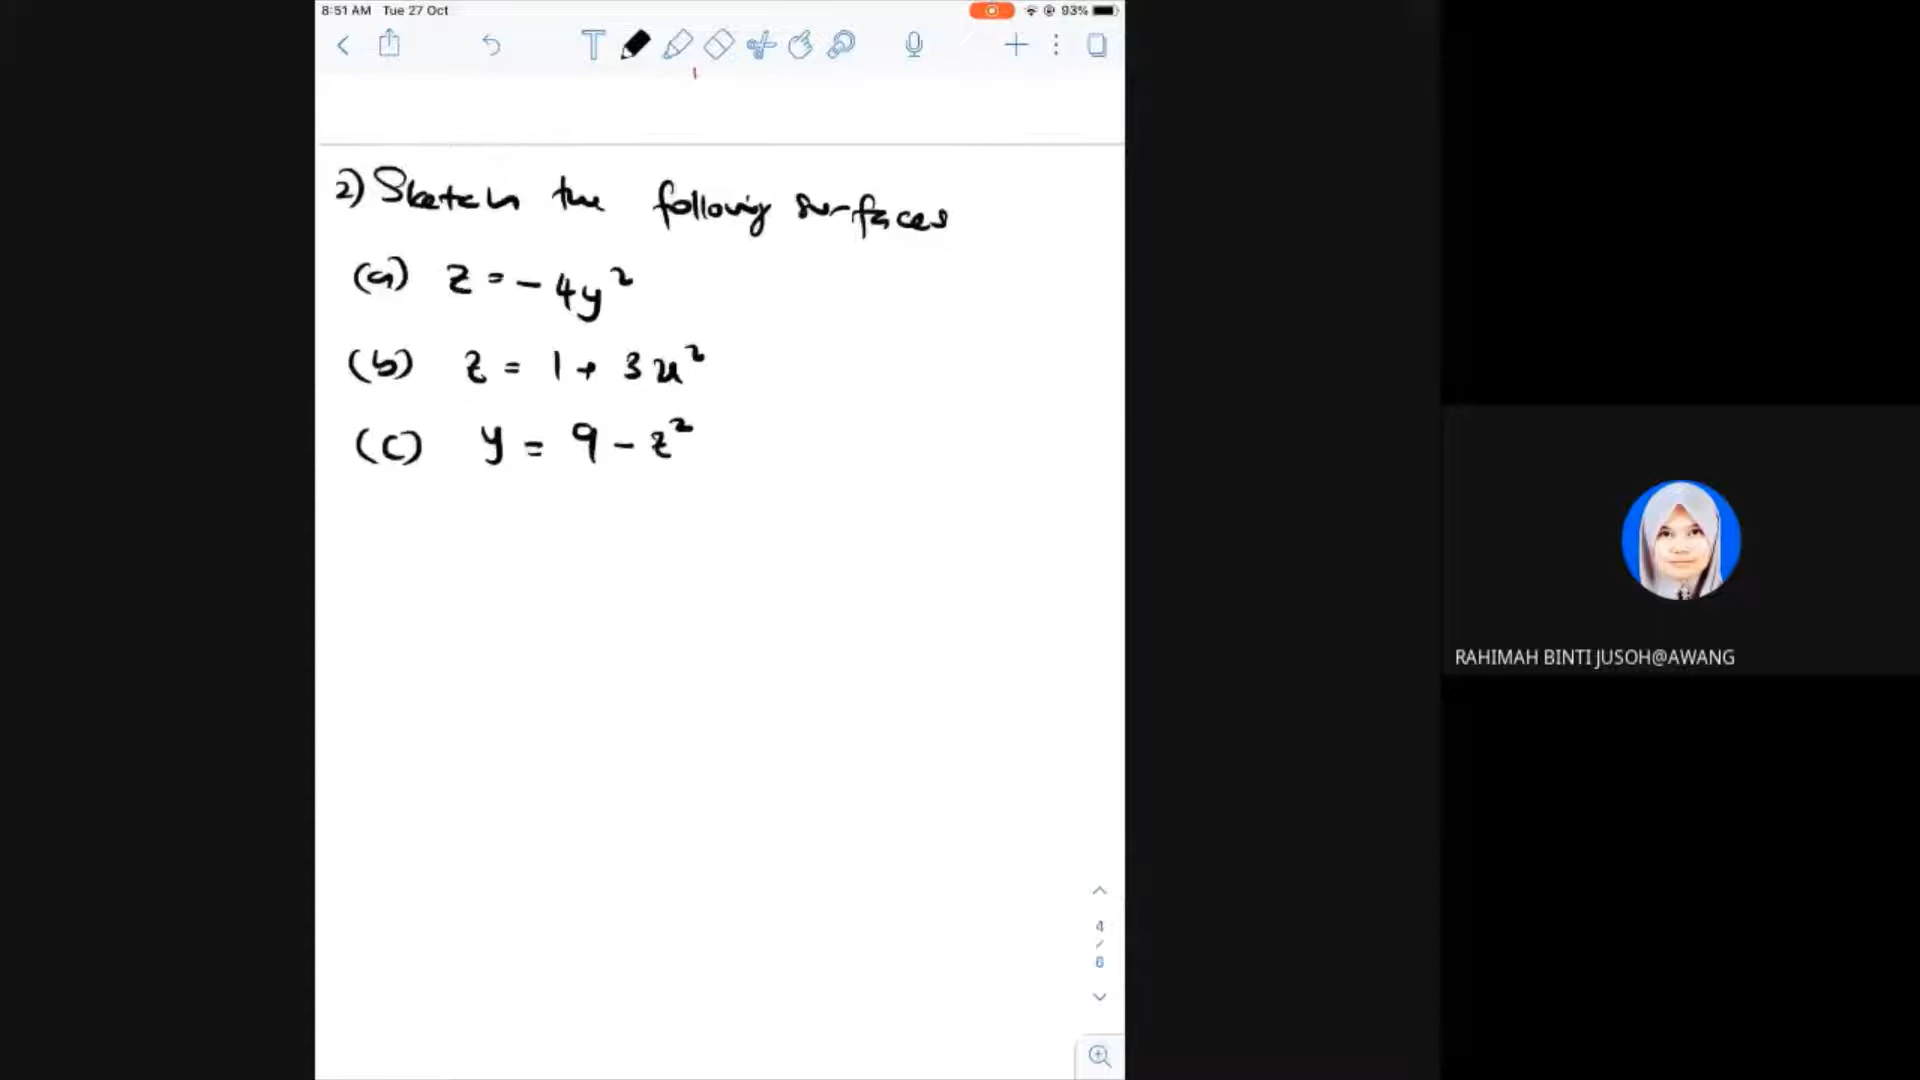 8:51 AM Tue 27 Oct 93%
T
2) Sketch the following surfaces
(a) z = - 4y²
(b) z = 1 + 3x²
(c) y = 9 - z²
RAHIMAH BINTI JUSOH@AWANG
4
/
6